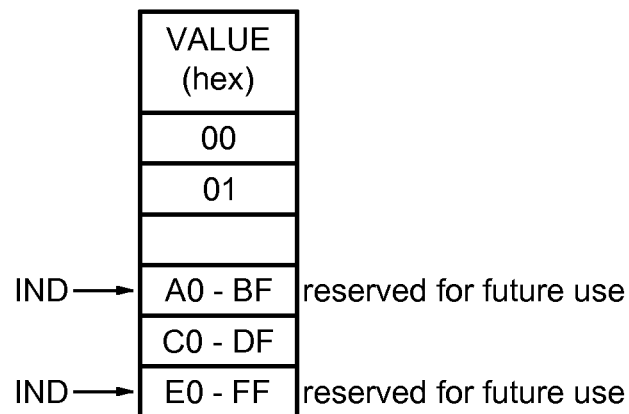 VALUE
(hex)
00
01
IND A0 - BF reserved for future use
C0 - DF
IND E0 - FF reserved for future use